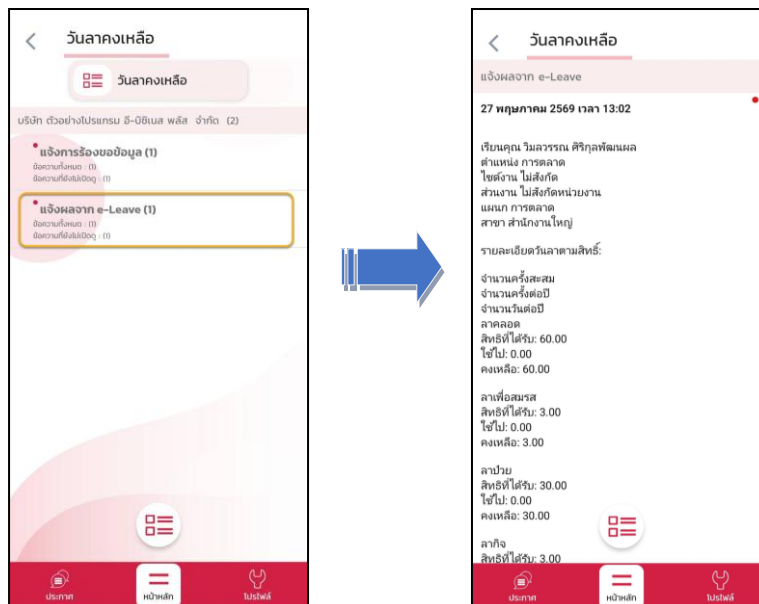 วันลาคงเหลือ
วันลาคงเหลือ
บริษัท ตัวอย่างโปรแกรม อี-บิซิเนส พลัส จำกัด (2)
แจ้งการร้องขอข้อมูล (1)
ข้อความทั้งหมด : (1)
ข้อความที่ยังไม่เปิดดู : (1)
แจ้งผลจาก e-Leave (1)
ข้อความทั้งหมด : (1)
ข้อความที่ยังไม่เปิดดู : (1)
ประกาศ
หน้าหลัก
โปรไฟล์
วันลาคงเหลือ
แจ้งผลจาก e-Leave
27 พฤษภาคม 2569 เวลา 13:02
เรียนคุณ วิมลวรรณ ศิริกุลพัฒนผล
ตำแหน่ง การตลาด
ไซต์งาน ไม่สังกัด
ส่วนงาน ไม่สังกัดหน่วยงาน
แผนก การตลาด
สาขา สำนักงานใหญ่
รายละเอียดวันลาตามสิทธิ์:
จำนวนครั้งสะสม
จำนวนครั้งต่อปี
จำนวนวันต่อปี
ลาคลอด
สิทธิที่ได้รับ: 60.00
ใช้ไป: 0.00
คงเหลือ: 60.00
ลาเพื่อสมรส
สิทธิที่ได้รับ: 3.00
ใช้ไป: 0.00
คงเหลือ: 3.00
ลาป่วย
สิทธิที่ได้รับ: 30.00
ใช้ไป: 0.00
คงเหลือ: 30.00
ลากิจ
สิทธิที่ได้รับ: 3.00
ประกาศ
หน้าหลัก
โปรไฟล์